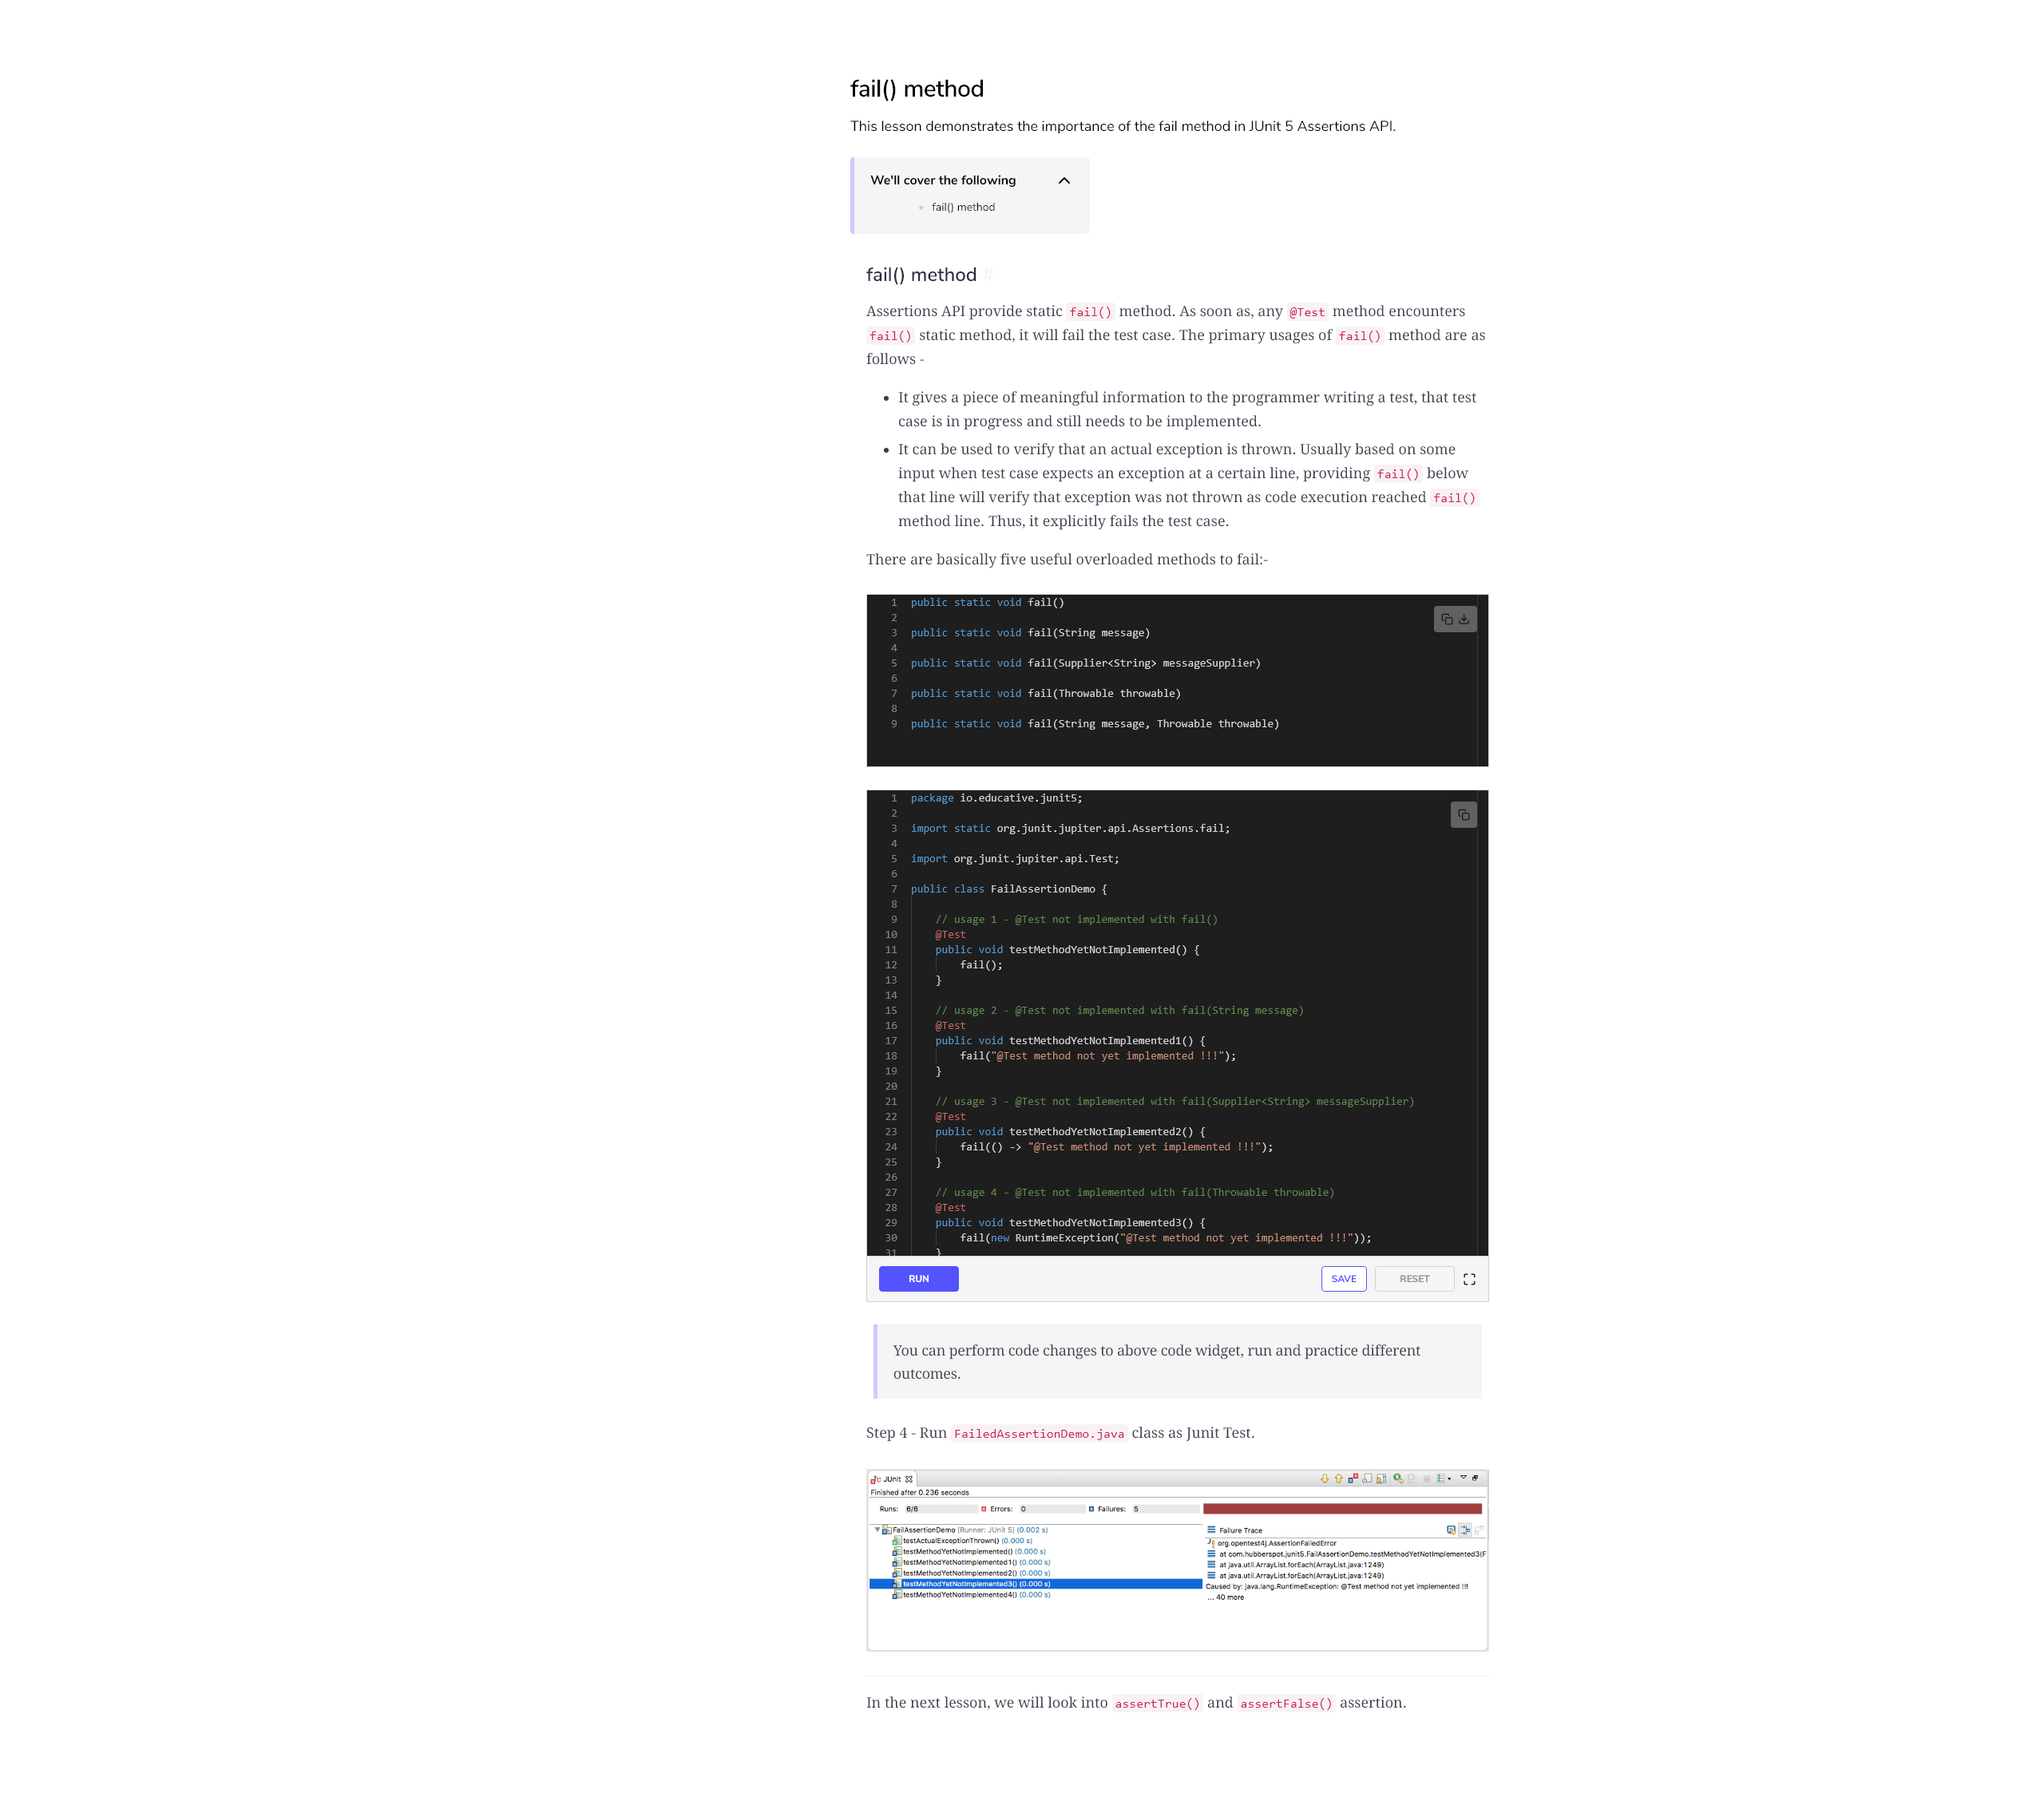 fail() method
This lesson demonstrates the importance of the fail method in JUnit 5 Assertions API.
We'll cover the following
fail() method
fail() method #
Assertions API provide static fail() method. As soon as, any @Test method encounters
fail() static method, it will fail the test case. The primary usages of fail() method are as
follows -
It gives a piece of meaningful information to the programmer writing a test, that test
case is in progress and still needs to be implemented.
It can be used to verify that an actual exception is thrown. Usually based on some
input when test case expects an exception at a certain line, providing fail() below
that line will verify that exception was not thrown as code execution reached fail()
method line. Thus, it explicitly fails the test case.
There are basically five useful overloaded methods to fail:-
1 public static void fail()
2
3 public static void fail(String message)
4
5 public static void fail(Supplier<String> messageSupplier)
6
7 public static void fail(Throwable throwable)
8
9 public static void fail(String message, Throwable throwable)
1 package io.educative.junit5;
2
3 import static org.junit.jupiter.api.Assertions.fail;
4
5 import org.junit.jupiter.api.Test;
6
7 public class FailAssertionDemo {
8
9 // usage 1 - @Test not implemented with fail()
10 @Test
11 public void testMethodYetNotImplemented() {
12 fail();
13 }
14
15 // usage 2 - @Test not implemented with fail(String message)
16 @Test
17 public void testMethodYetNotImplemented1() {
18 fail("@Test method not yet implemented !!!");
19 }
20
21 // usage 3 - @Test not implemented with fail(Supplier<String> messageSupplier)
22 @Test
23 public void testMethodYetNotImplemented2() {
24 fail(() -> "@Test method not yet implemented !!!");
25 }
26
27 // usage 4 - @Test not implemented with fail(Throwable throwable)
28 @Test
29 public void testMethodYetNotImplemented3() {
30 fail(new RuntimeException("@Test method not yet implemented !!!"));
31 }
RUN SAVE RESET
You can perform code changes to above code widget, run and practice different
outcomes.
Step 4 - Run FailedAssertionDemo.java class as Junit Test.
JUnit
Finished after 0.236 seconds
Runs: 6/6 Errors: 0 Failures: 5
FailAssertionDemo [Runner: JUnit 5] (0.002 s)
testActualExceptionThrown() (0.000 s)
testMethodYetNotImplemented() (0.000 s)
testMethodYetNotImplemented1() (0.000 s)
testMethodYetNotImplemented2() (0.000 s)
testMethodYetNotImplemented3() (0.000 s)
testMethodYetNotImplemented4() (0.000 s)
Failure Trace
org.opentest4j.AssertionFailedError
at com.hubberspot.junit5.FailAssertionDemo.testMethodYetNotImplemented3(F
at java.util.ArrayList.forEach(ArrayList.java:1249)
at java.util.ArrayList.forEach(ArrayList.java:1249)
Caused by: java.lang.RuntimeException: @Test method not yet implemented !!!
... 40 more
In the next lesson, we will look into assertTrue() and assertFalse() assertion.